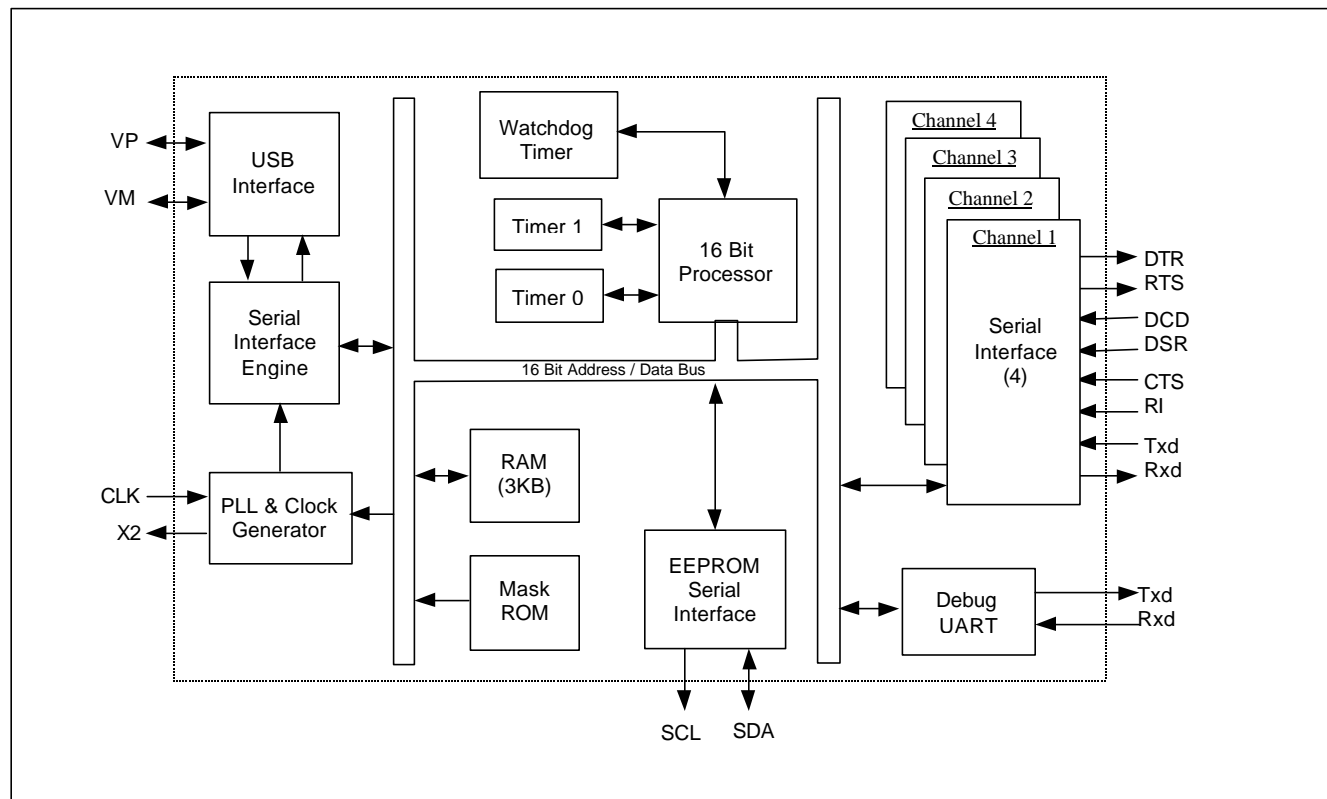 VP
VM
USB
Interface
Serial
Interface
Engine
CLK
X2
PLL & Clock
Generator
Watchdog
Timer
Timer 1
Timer 0
16 Bit
Processor
16 Bit Address / Data Bus
RAM
(3KB)
Mask
ROM
EEPROM
Serial
Interface
SCL
SDA
Channel 4
Channel 3
Channel 2
Channel 1
Serial
Interface
(4)
DTR
RTS
DCD
DSR
CTS
RI
Txd
Rxd
Debug
UART
Txd
Rxd